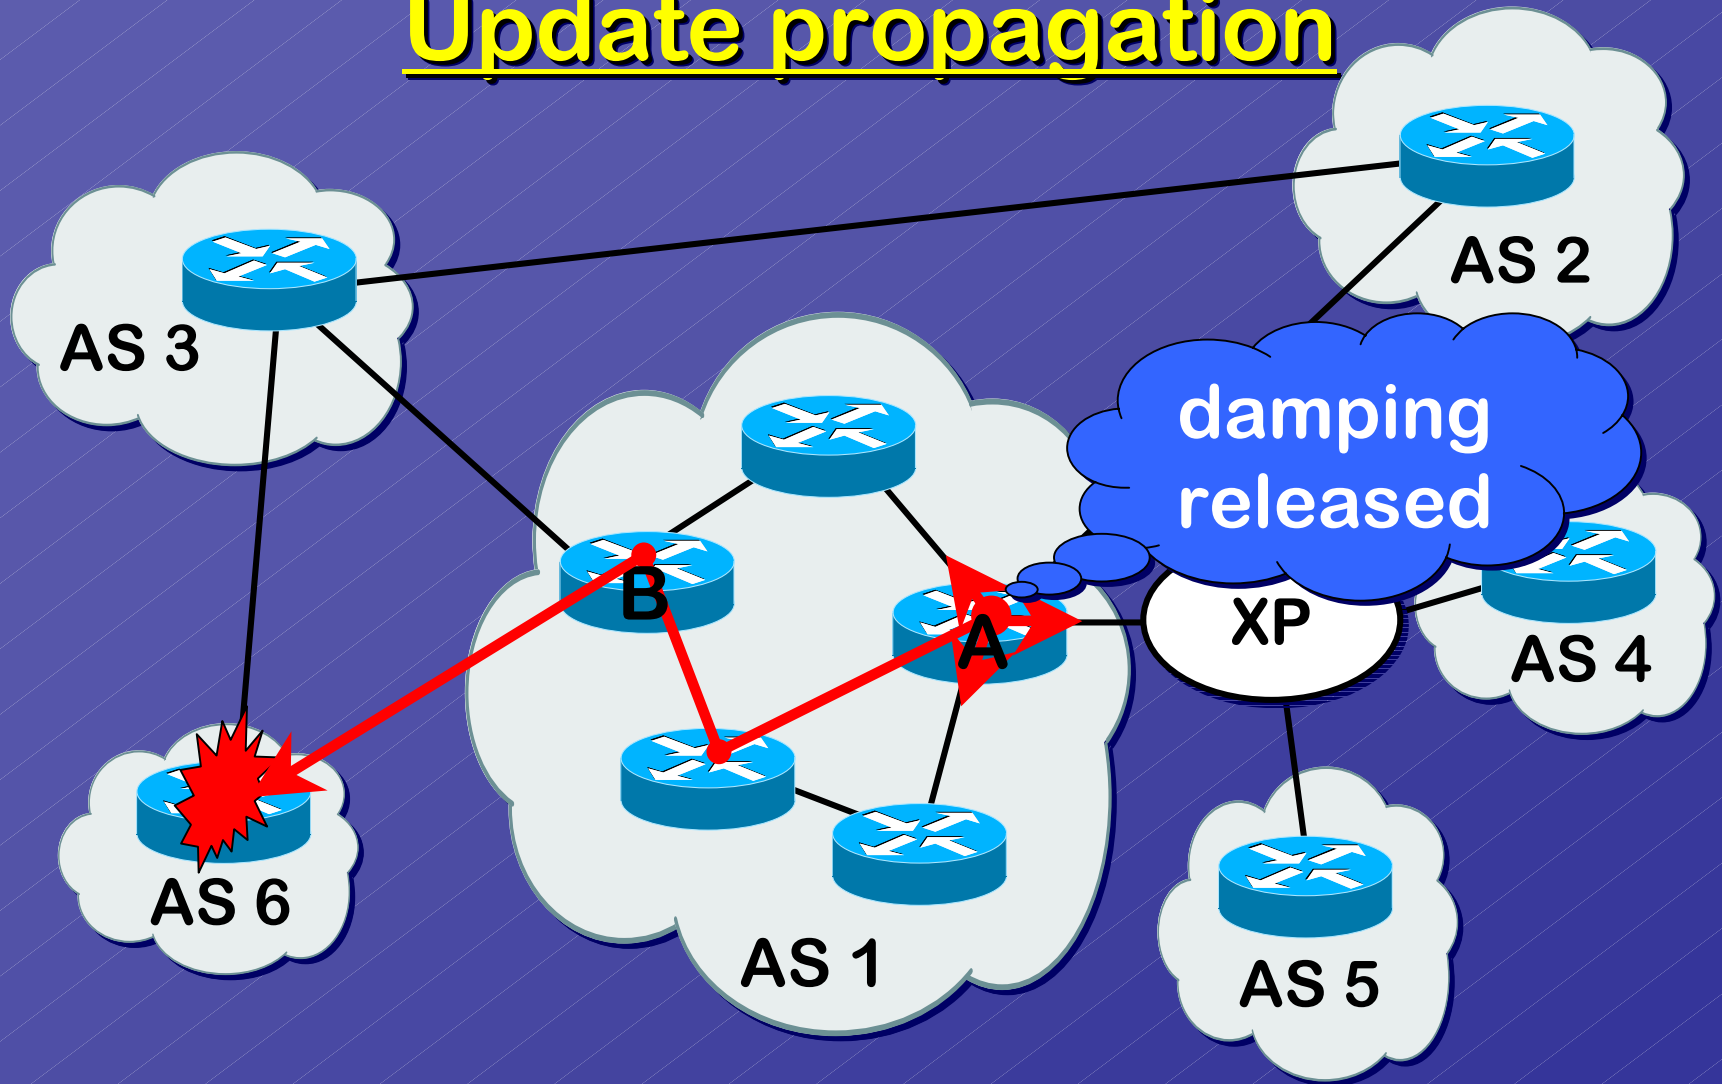 Update propagation
AS 2
AS 3
damping
released
B
A
XP
AS 4
AS 6
AS 1
AS 5